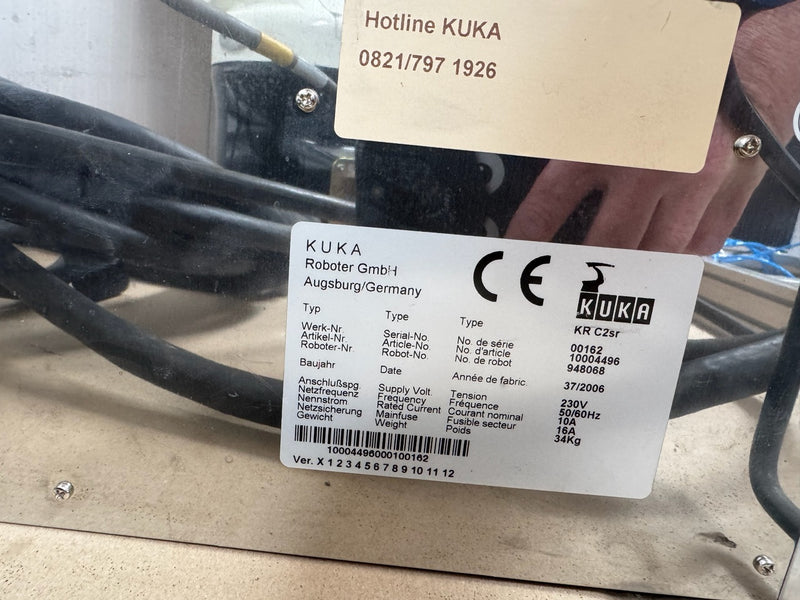 Hotline KUKA
0821/797 1926
KUKA
Roboter GmbH
Augsburg/Germany
CE
KUKA
Typ Type Type KR C2sr
Werk-Nr. Serial-No. No. de série 00162
Artikel-Nr. Article-No. No. d'article 10004496
Roboter-Nr. Robot-No. No. de robot 948068
Baujahr Date Année de fabric. 37/2006
Anschlußspg. Supply Volt. Tension 230V
Netzfrequenz Frequency Fréquence 50/60Hz
Nennstrom Rated Current Courant nominal 10A
Netzsicherung Mainfuse Fusible secteur 16A
Gewicht Weight Poids 34Kg
10004496000100162
Ver. X 1 2 3 4 5 6 7 8 9 10 11 12